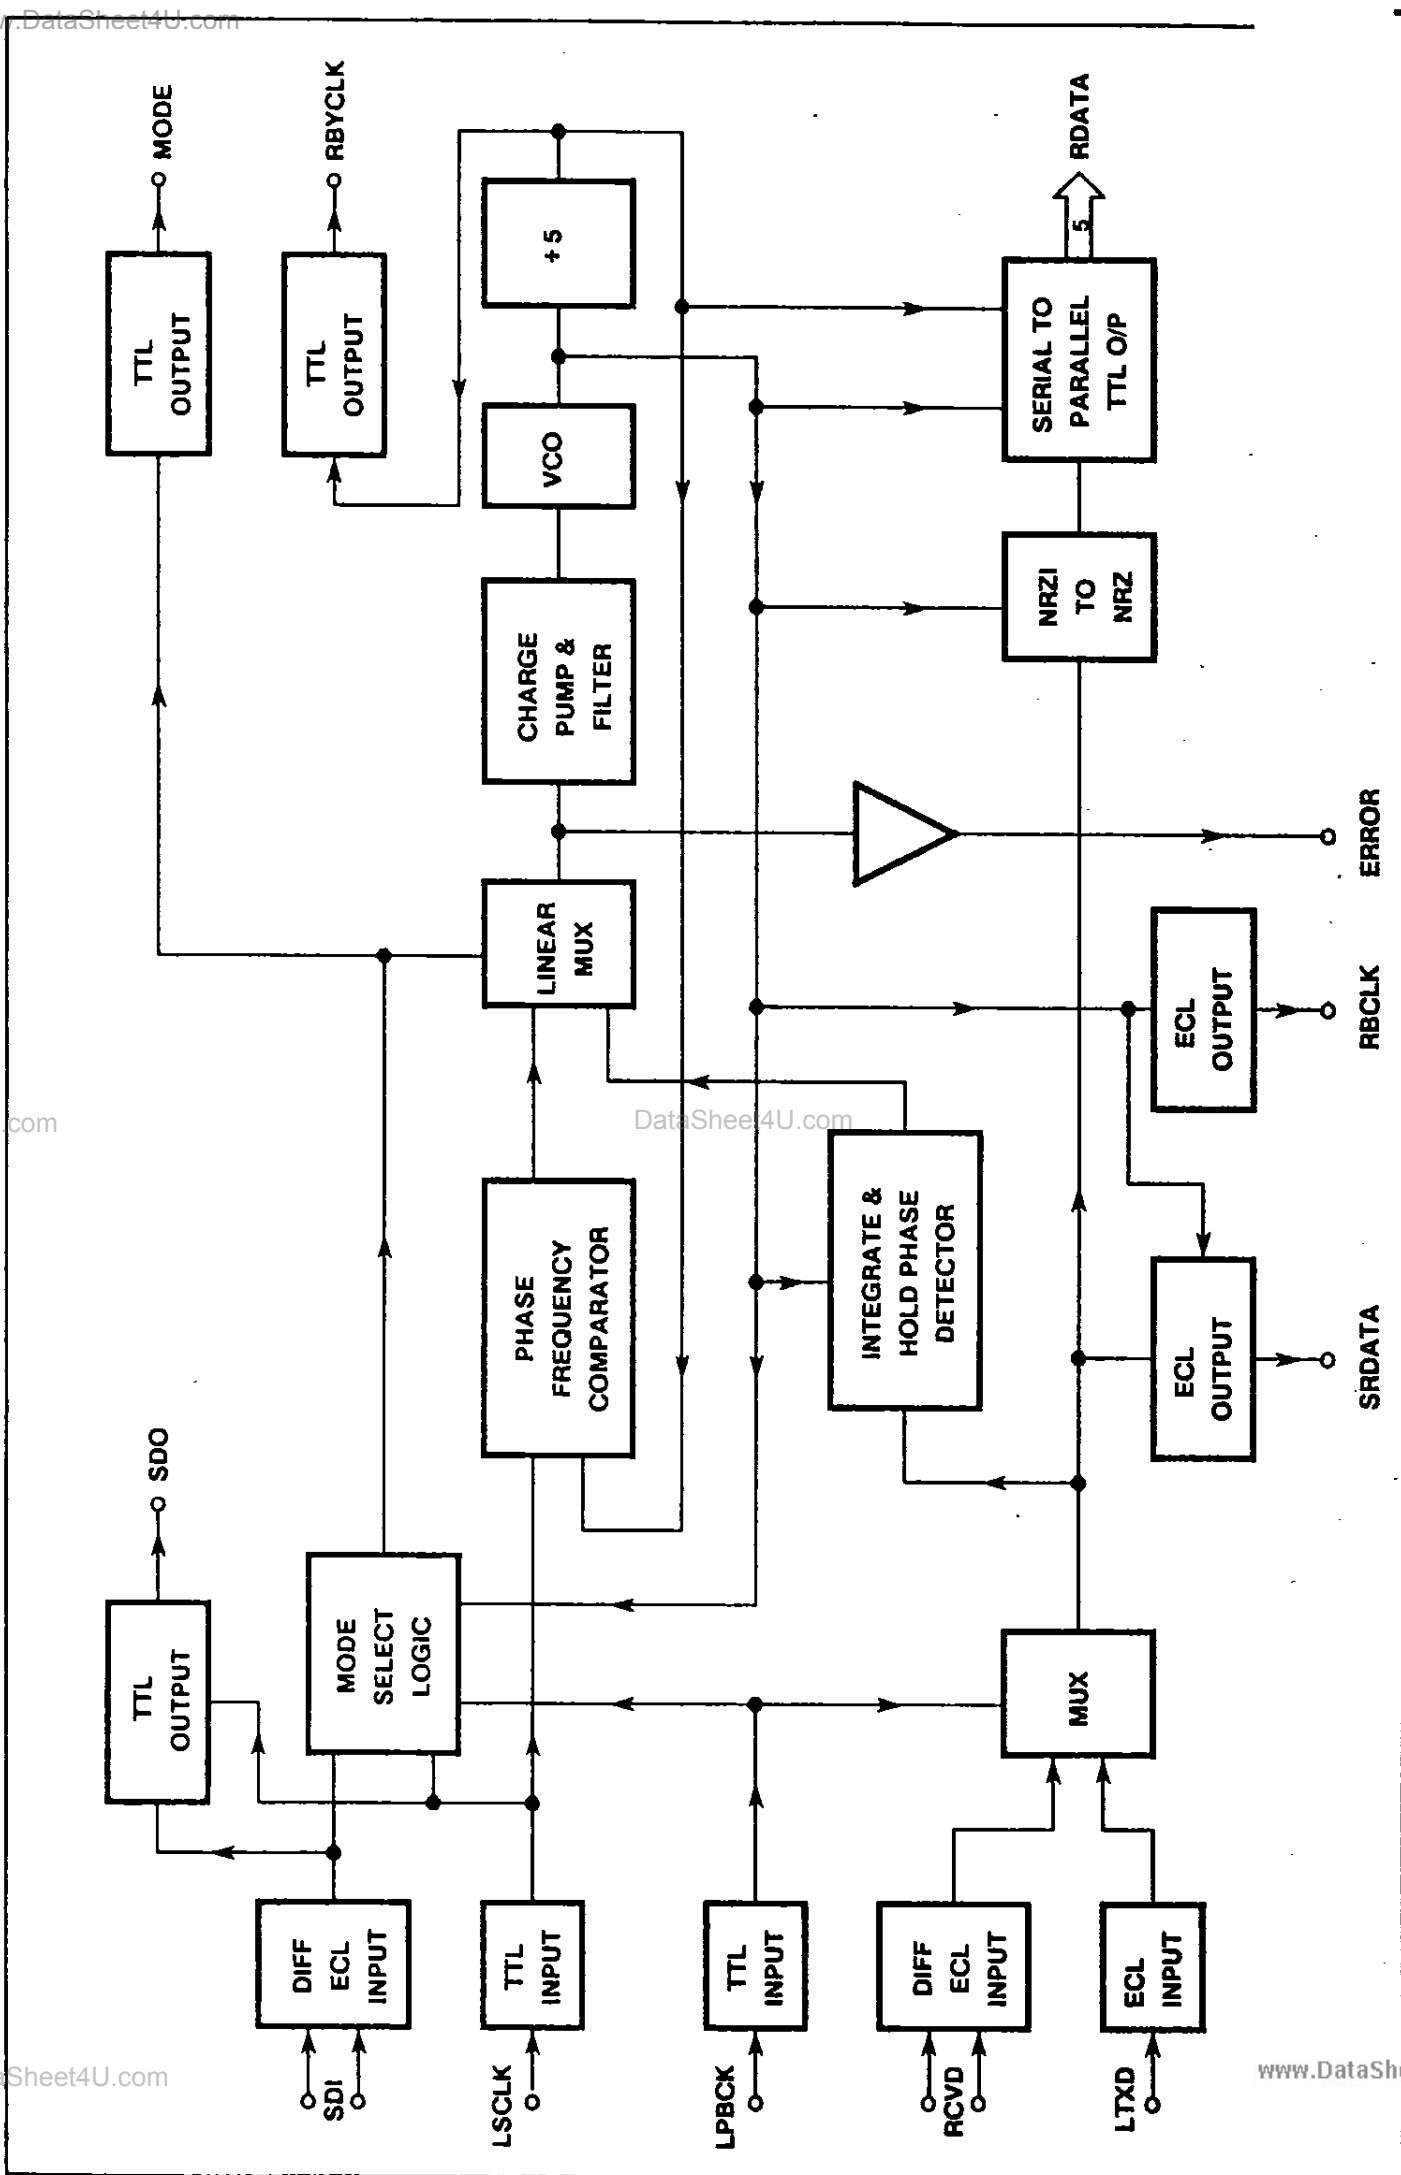 w.DataSheet4U.com
MODE
RBYCLK
RDATA
TTL
OUTPUT
TTL
OUTPUT
+ 5
5
SERIAL TO
PARALLEL
TTL O/P
VCO
NRZI
TO
NRZ
CHARGE
PUMP &
FILTER
ERROR
LINEAR
MUX
ECL
OUTPUT
RBCLK
.com
DataSheet4U.com
PHASE
FREQUENCY
COMPARATOR
INTEGRATE &
HOLD PHASE
DETECTOR
ECL
OUTPUT
SRDATA
SDO
TTL
OUTPUT
MODE
SELECT
LOGIC
MUX
DIFF
ECL
INPUT
TTL
INPUT
TTL
INPUT
DIFF
ECL
INPUT
ECL
INPUT
SDI
LSCLK
LPBCK
RCVD
LTXD
aSheet4U.com
www.DataSh